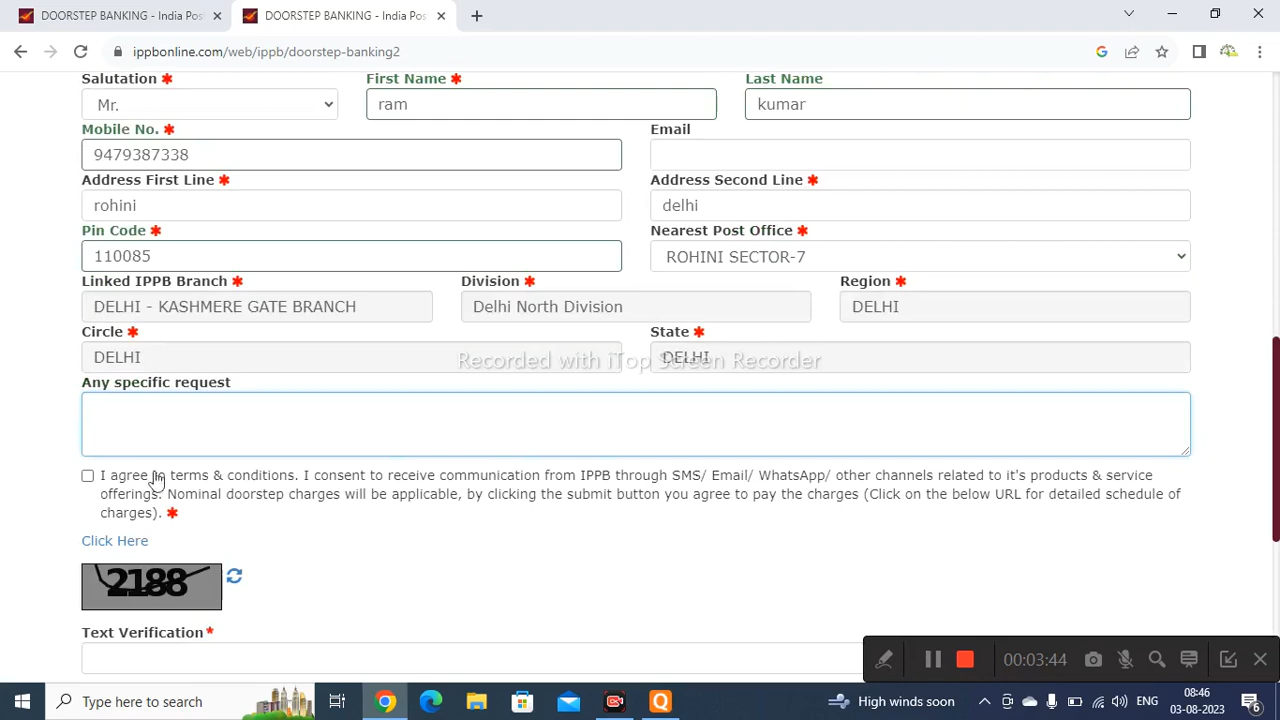 DOORSTEP BANKING - India Pos
DOORSTEP BANKING - India Post
ippbonline.com/web/ippb/doorstep-banking2
Salutation *
First Name *
Last Name
Mr.
ram
kumar
Mobile No. *
Email
9479387338
Address First Line *
Address Second Line *
rohini
delhi
Pin Code *
Nearest Post Office *
110085
ROHINI SECTOR-7
Linked IPPB Branch *
Division *
Region *
DELHI - KASHMERE GATE BRANCH
Delhi North Division
DELHI
Circle *
State *
DELHI
DELHI
Recorded with iTop Screen Recorder
Any specific request
I agree to terms & conditions. I consent to receive communication from IPPB through SMS/ Email/ WhatsApp/ other channels related to it's products & service
offerings. Nominal doorstep charges will be applicable, by clicking the submit button you agree to pay the charges (Click on the below URL for detailed schedule of
charges). *
Click Here
2188
Text Verification *
00:03:44
Type here to search
High winds soon
ENG
08:46
03-08-2023
6